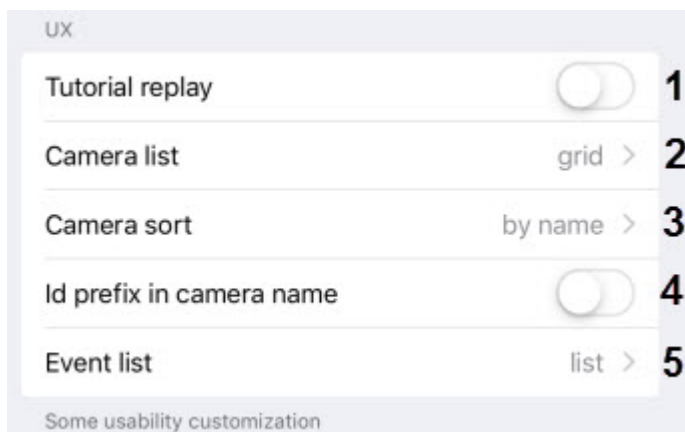 UX
Tutorial replay 1
Camera list grid > 2
Camera sort by name > 3
Id prefix in camera name 4
Event list list > 5
Some usability customization